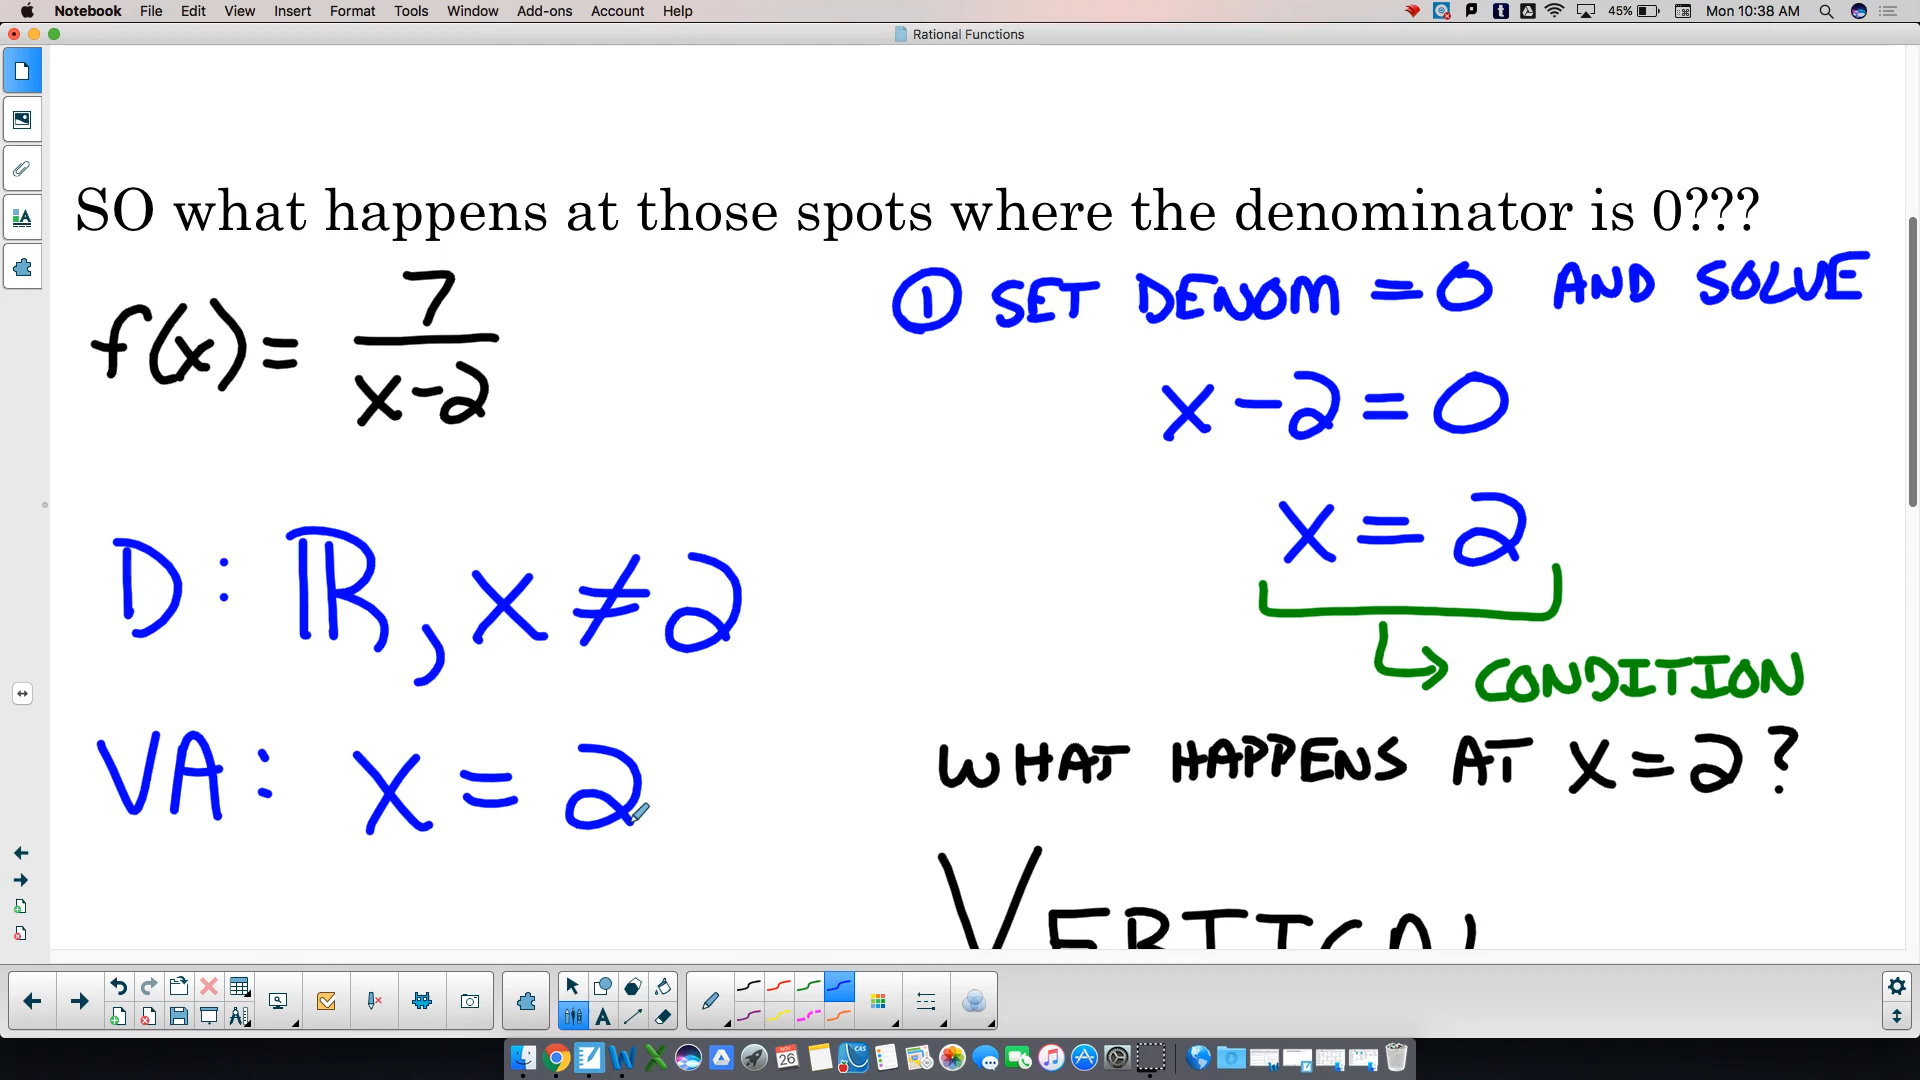 Notebook File Edit View Insert Format Tools Window Add-ons Account Help 45% Mon 10:38 AM
Rational Functions
SO what happens at those spots where the denominator is 0???
f(x) = 7/(x-2)
D: ℝ, x ≠ 2
VA: x = 2
① SET DENOM = 0 AND SOLVE
x - 2 = 0
x = 2
CONDITION
WHAT HAPPENS AT x = 2?
VERTICAL